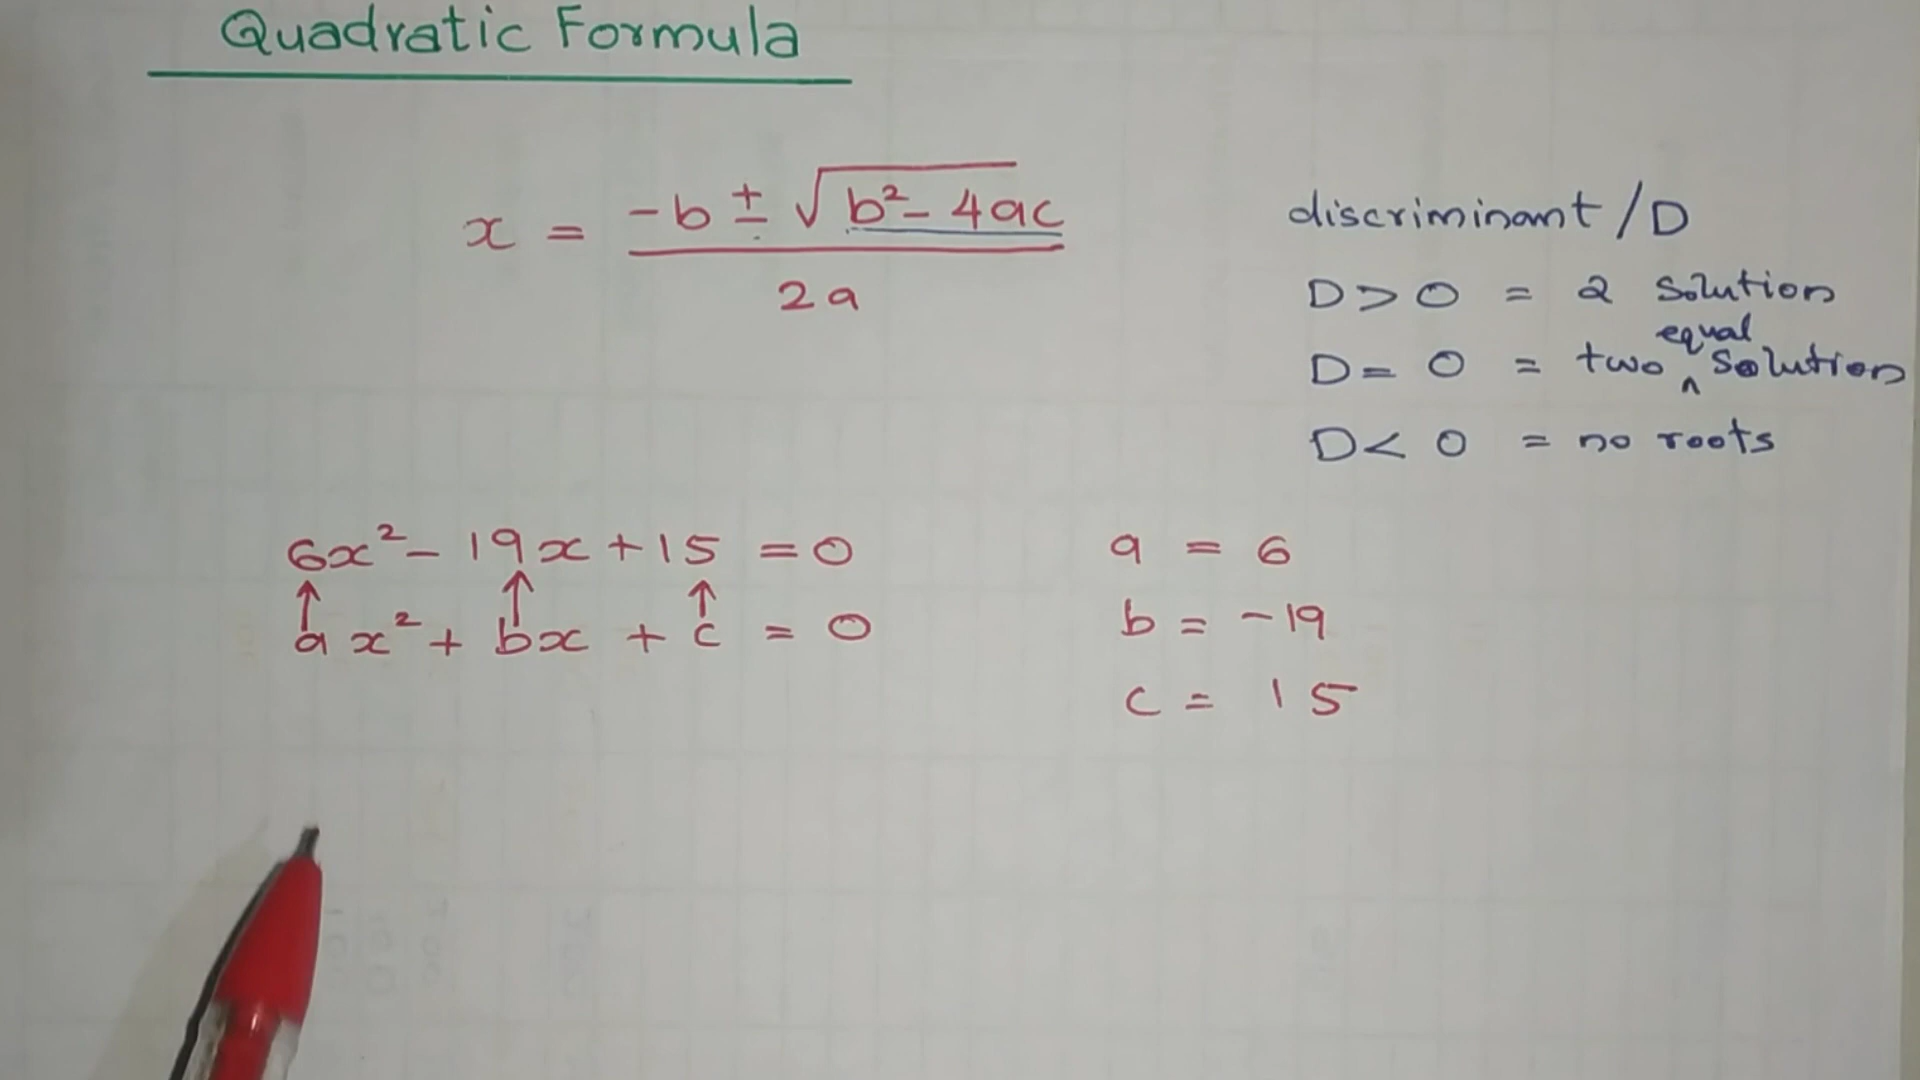 Quadratic Formula
x = -b ± √b² - 4ac
2a
discriminant / D
D > 0 = 2 solution
D = 0 = two equal solution
D < 0 = no roots
6x² - 19x + 15 = 0
ax² + bx + c = 0
a = 6
b = -19
c = 15